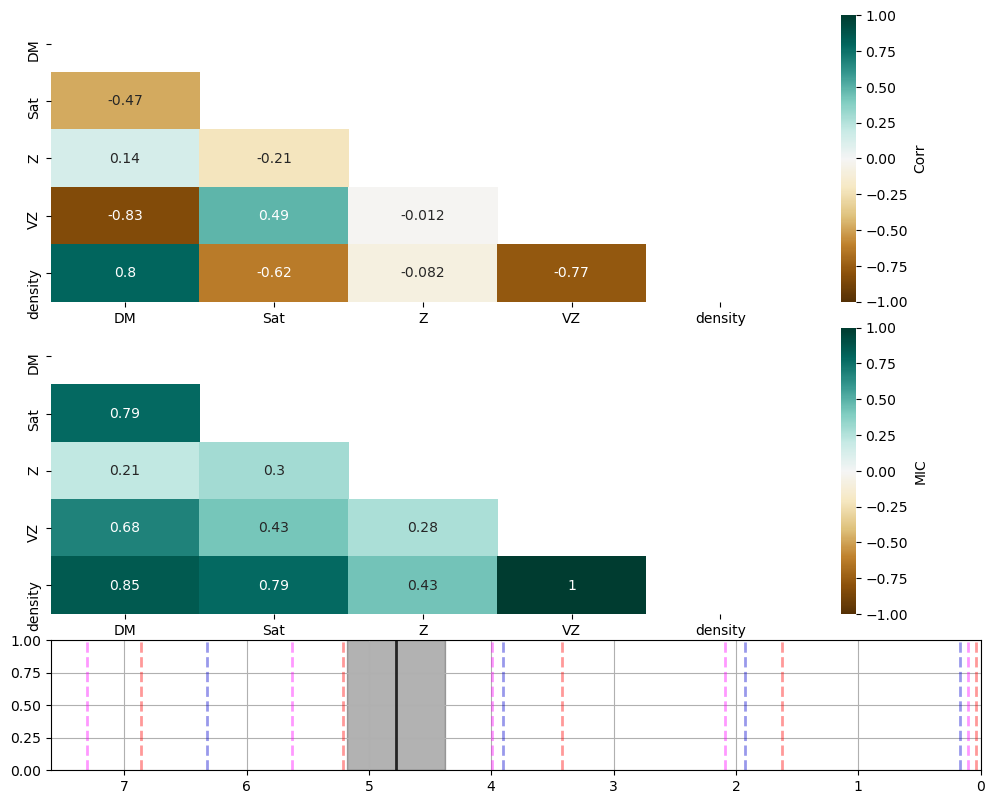 DM
Sat
Z
VZ
density
-0.47
0.14 -0.21
-0.83 0.49 -0.012
0.8 -0.62 -0.082 -0.77
DM Sat Z VZ density
1.00
0.75
0.50
0.25
0.00
−0.25
−0.50
−0.75
−1.00
Corr
DM
Sat
Z
VZ
density
0.79
0.21 0.3
0.68 0.43 0.28
0.85 0.79 0.43 1
DM Sat Z VZ density
1.00
0.75
0.50
0.25
0.00
−0.25
−0.50
−0.75
−1.00
MIC
1.00
0.75
0.50
0.25
0.00
7 6 5 4 3 2 1 0